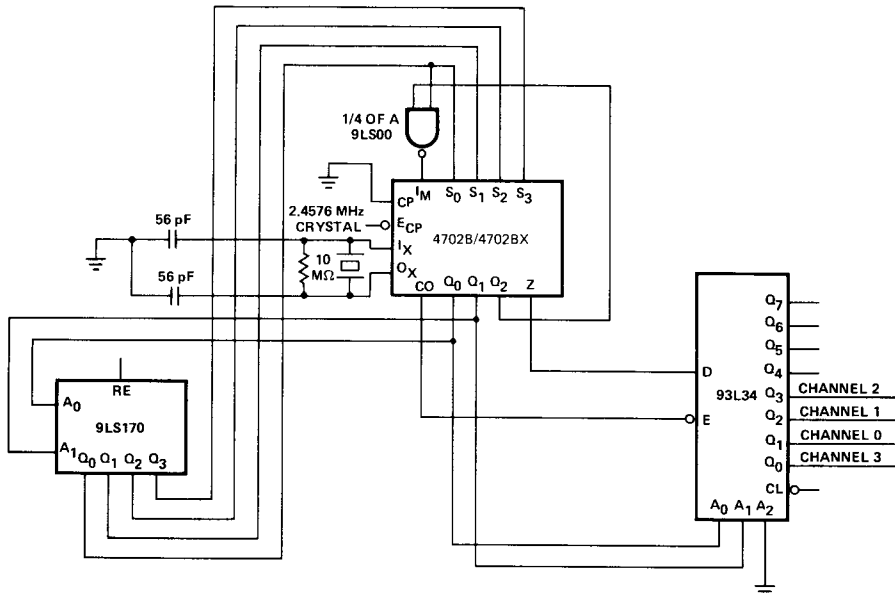 1/4 OF A
9LS00
CP
I_M
S_0
S_1
S_2
S_3
2.4576 MHz
CRYSTAL
E_CP
4702B/4702BX
56 pF
I_X
10
MΩ
O_X
56 pF
CO
Q_0
Q_1
Q_2
Z
RE
A_0
9LS170
A_1
Q_0
Q_1
Q_2
Q_3
Q_7
Q_6
Q_5
Q_4
D
93L34
Q_3
CHANNEL 2
E
Q_2
CHANNEL 1
Q_1
CHANNEL 0
Q_0
CHANNEL 3
CL
A_0
A_1
A_2